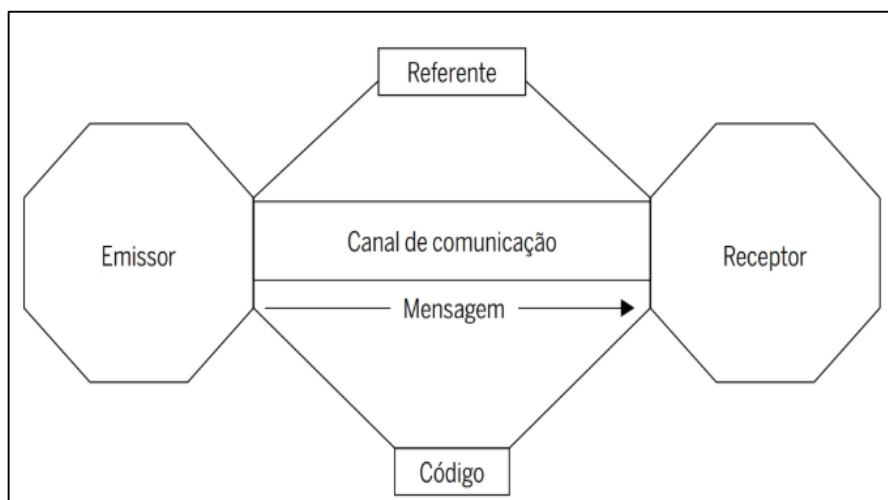 Referente
Emissor
Canal de comunicação
Receptor
Mensagem
Código